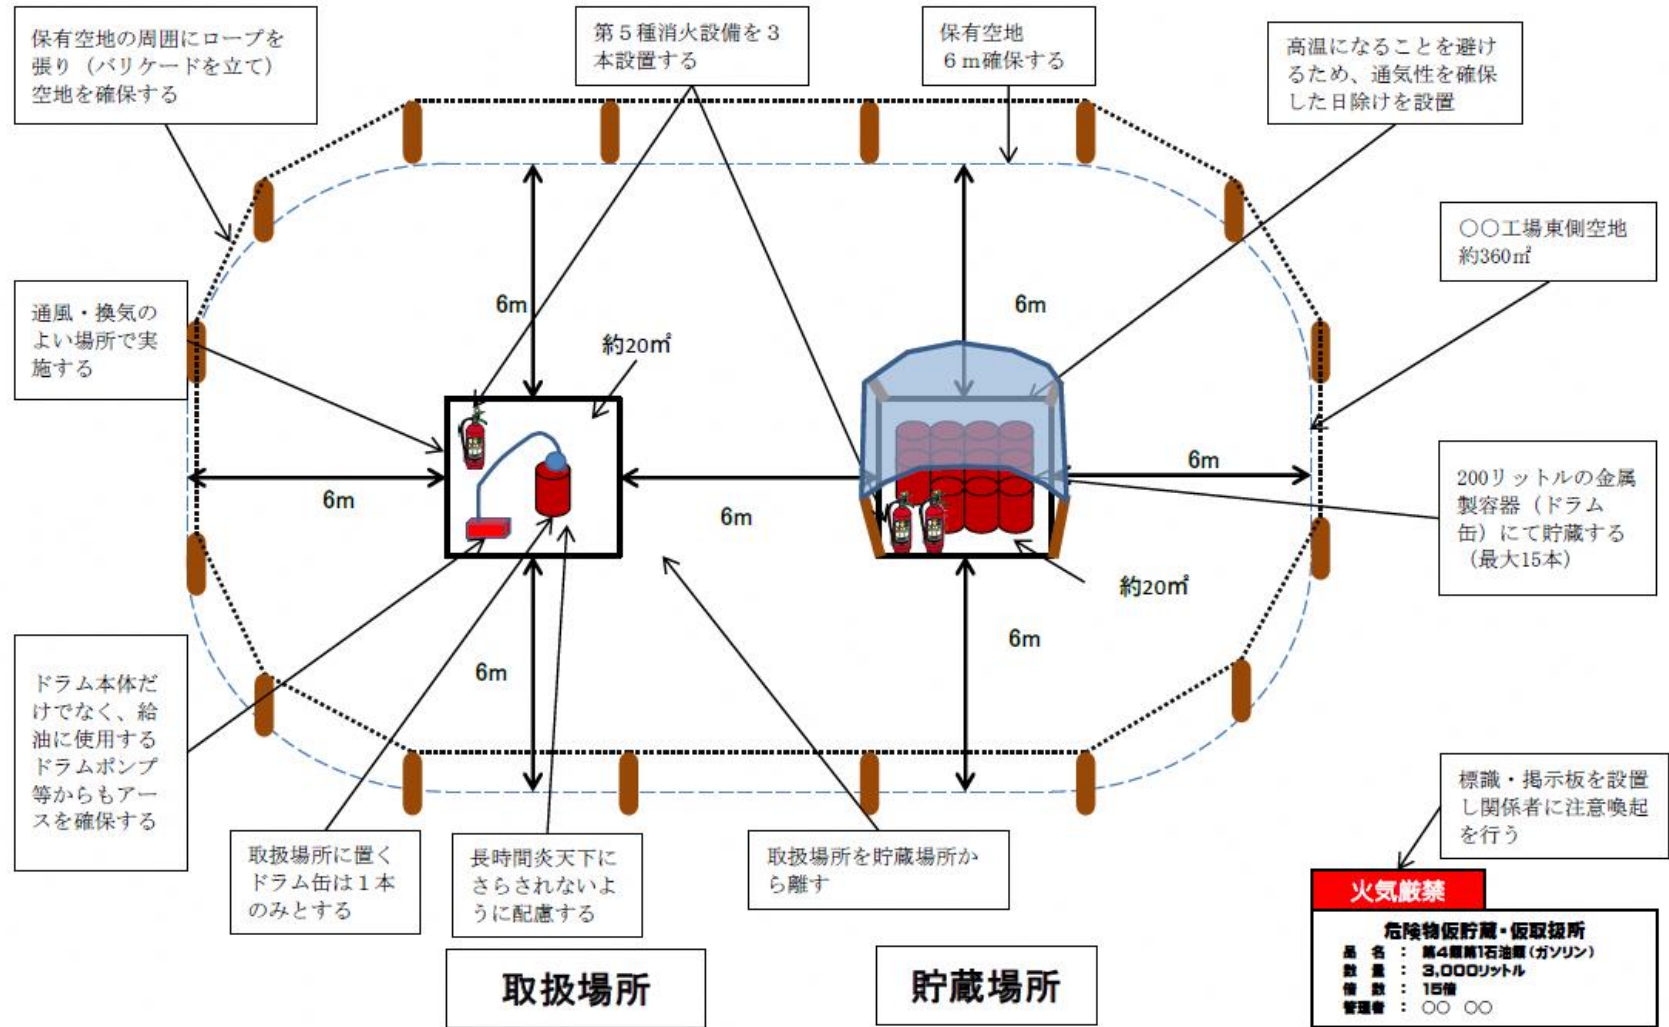 保有空地の周囲にロープを
張り（バリケードを立て）
空地を確保する
第５種消火設備を３
本設置する
保有空地
６ｍ確保する
高温になることを避け
るため、通気性を確保
した日除けを設置
○○工場東側空地
約360㎡
通風・換気の
よい場所で実
施する
6m
6m
約20㎡
6m
6m
6m
200リットルの金属
製容器（ドラム
缶）にて貯蔵する
（最大15本）
約20㎡
6m
6m
ドラム本体だ
けでなく、給
油に使用する
ドラムポンプ
等からもアー
スを確保する
取扱場所に置く
ドラム缶は１本
のみとする
長時間炎天下に
さらされないよ
うに配慮する
取扱場所を貯蔵場所か
ら離す
標識・掲示板を設置
し関係者に注意喚起
を行う
取扱場所
貯蔵場所
火気厳禁
危険物仮貯蔵・仮取扱所
品 名 ： 第4類第1石油類（ガソリン）
数 量 ： 3,000リットル
倍 数 ： 15倍
管理者 ： ○○ ○○